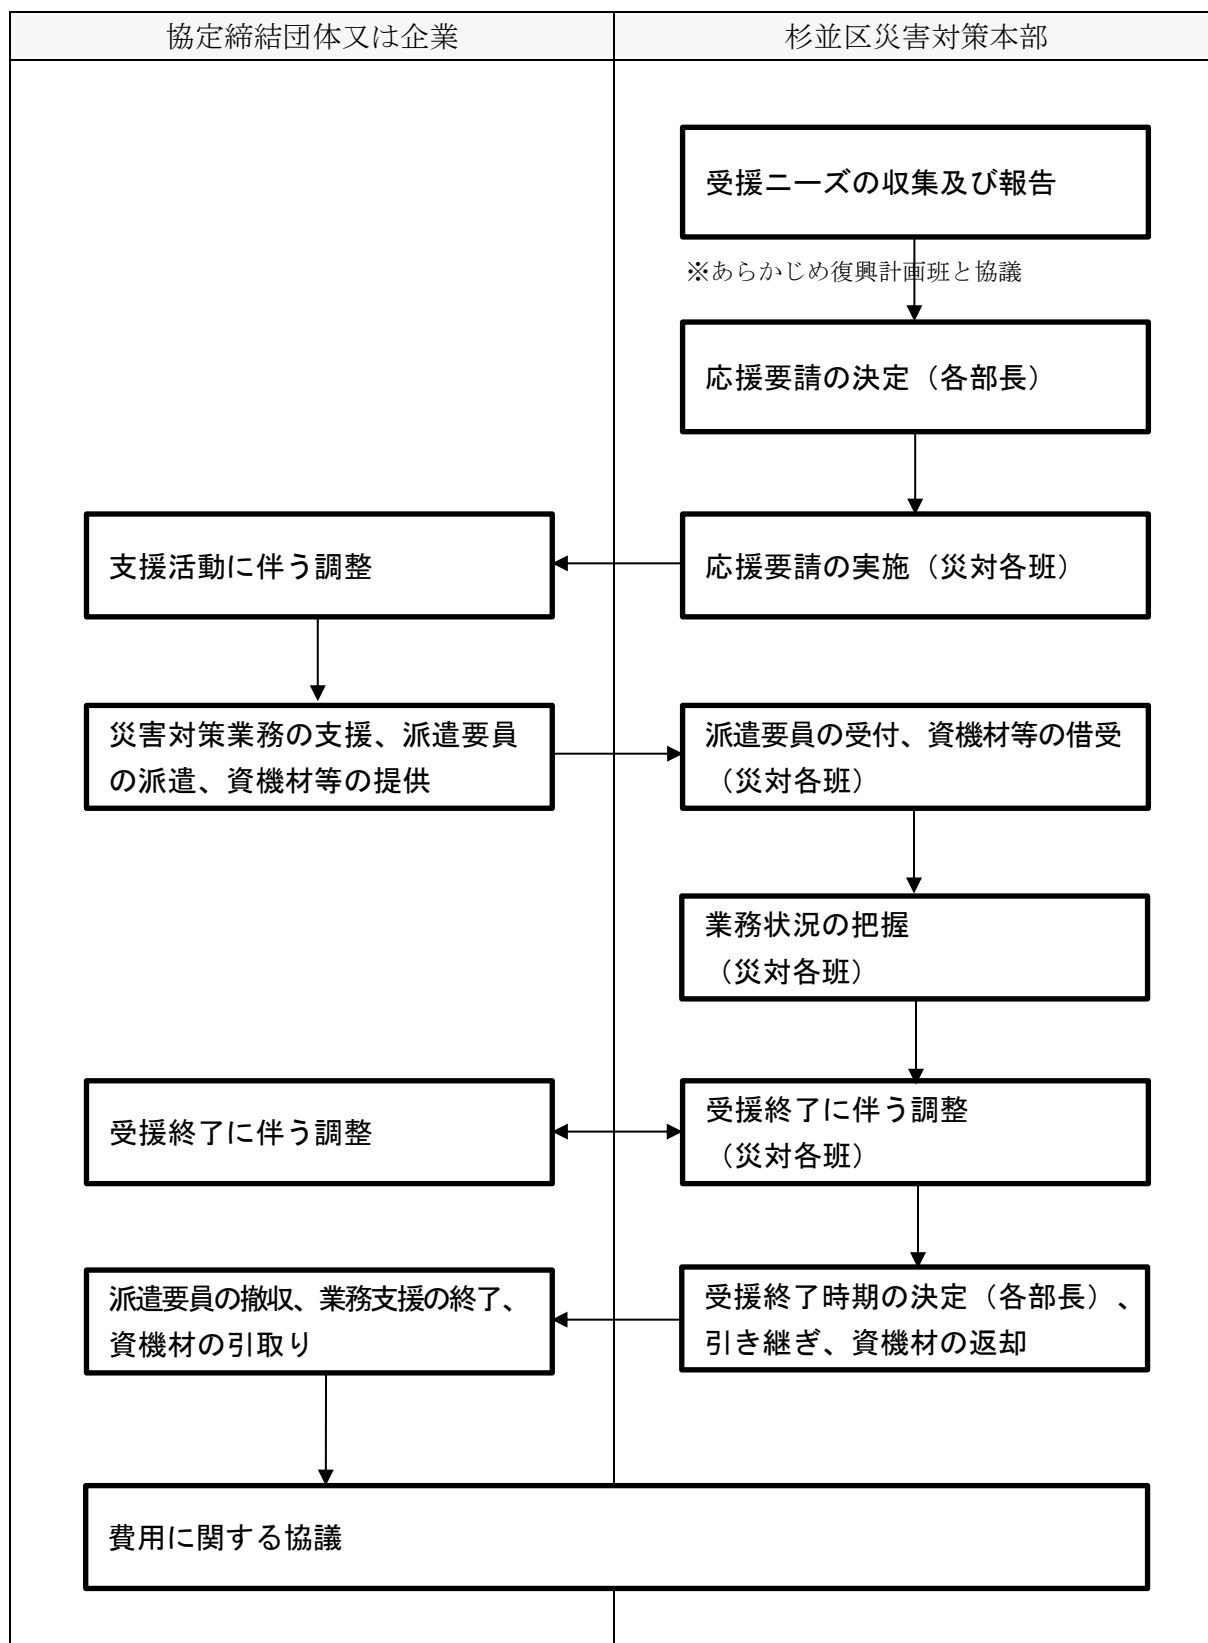 協定締結団体又は企業
杉並区災害対策本部
受援ニーズの収集及び報告
※あらかじめ復興計画班と協議
応援要請の決定（各部長）
支援活動に伴う調整
応援要請の実施（災対各班）
災害対策業務の支援、派遣要員
の派遣、資機材等の提供
派遣要員の受付、資機材等の借受
（災対各班）
業務状況の把握
（災対各班）
受援終了に伴う調整
受援終了に伴う調整
（災対各班）
派遣要員の撤収、業務支援の終了、
資機材の引取り
受援終了時期の決定（各部長）、
引き継ぎ、資機材の返却
費用に関する協議